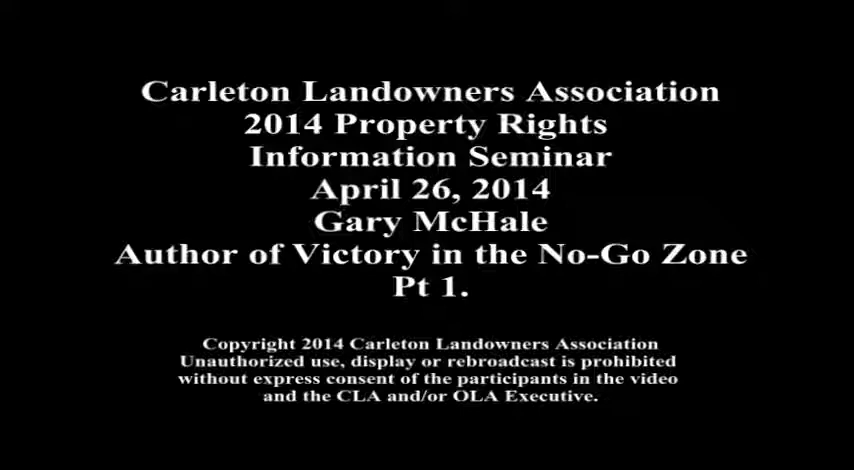 Carleton Landowners Association
2014 Property Rights
Information Seminar
April 26, 2014
Gary McHale
Author of Victory in the No-Go Zone
Pt 1.
Copyright 2014 Carleton Landowners Association
Unauthorized use, display or rebroadcast is prohibited
without express consent of the participants in the video
and the CLA and/or OLA Executive.